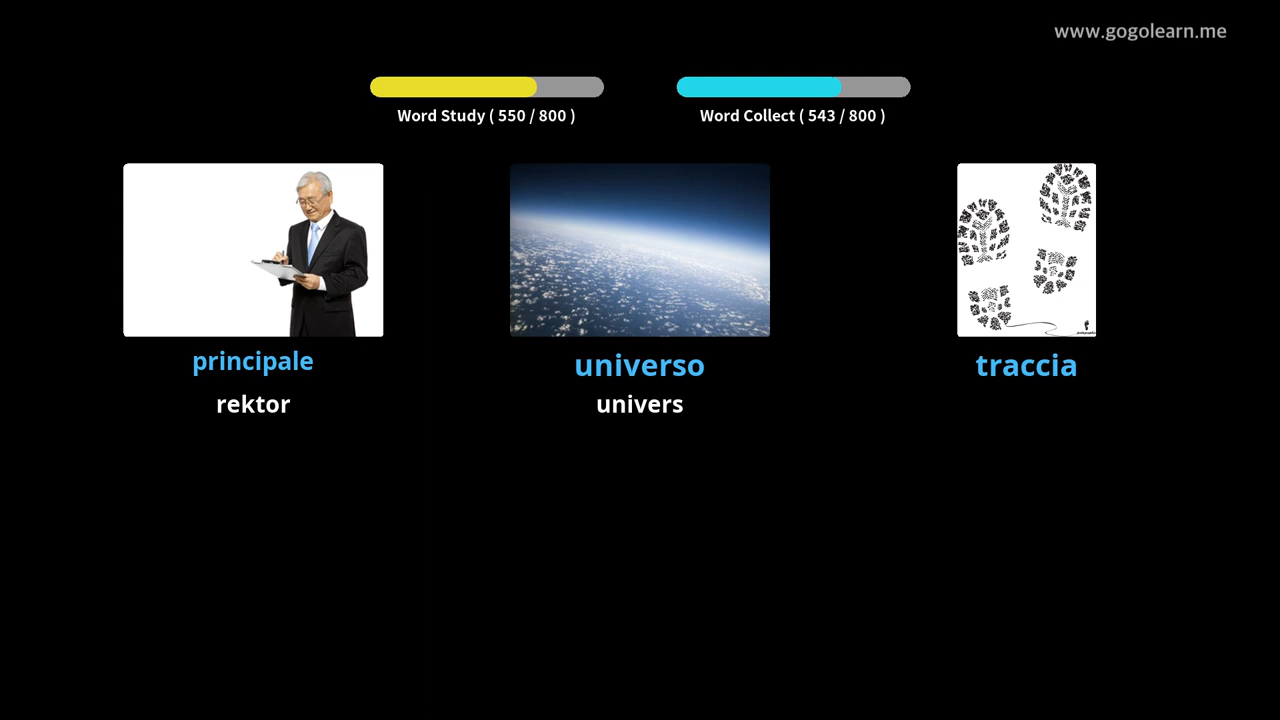 www.gogolearn.me
Word Study ( 550 / 800 )
Word Collect ( 543 / 800 )
principale
universo
traccia
rektor
univers